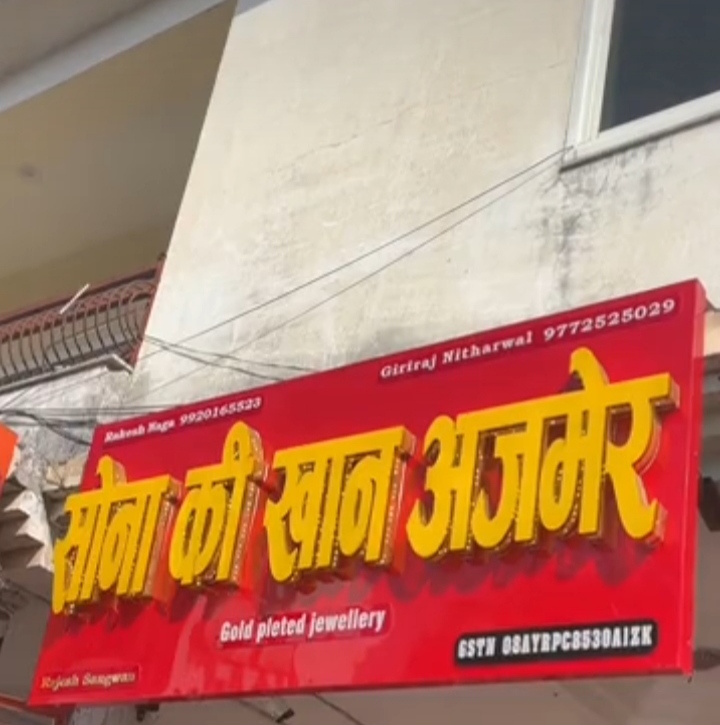 Rakesh Naga 9920165523
Giriraj Nitharwal 9772525029
सोना की खान अजमेर
Gold pleted jewellery
GSTN 08AYRPC8530A1ZK
Rajesh Sangwan